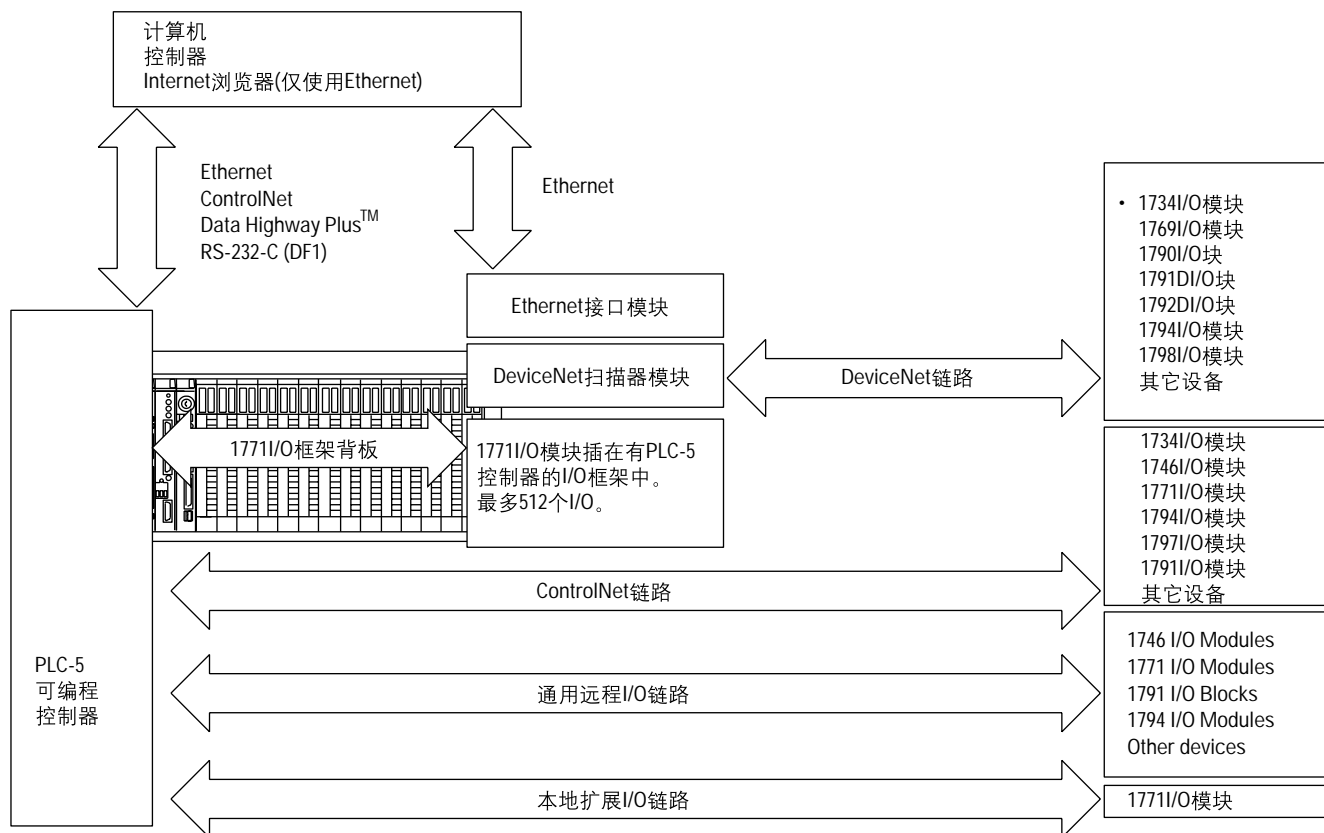 计算机
控制器
Internet浏览器(仅使用Ethernet)
Ethernet
ControlNet
Data Highway Plus™
RS-232-C (DF1)
Ethernet
Ethernet接口模块
DeviceNet扫描器模块
DeviceNet链路
• 1734I/O模块
1769I/O模块
1790I/O块
1791DI/O块
1792DI/O块
1794I/O模块
1798I/O模块
其它设备
1771I/O框架背板
1771I/O模块插在有PLC-5
控制器的I/O框架中。
最多512个I/O。
1734I/O模块
1746I/O模块
1771I/O模块
1794I/O模块
1797I/O模块
1791I/O模块
其它设备
ControlNet链路
PLC-5
可编程
控制器
通用远程I/O链路
1746 I/O Modules
1771 I/O Modules
1791 I/O Blocks
1794 I/O Modules
Other devices
本地扩展I/O链路
1771I/O模块